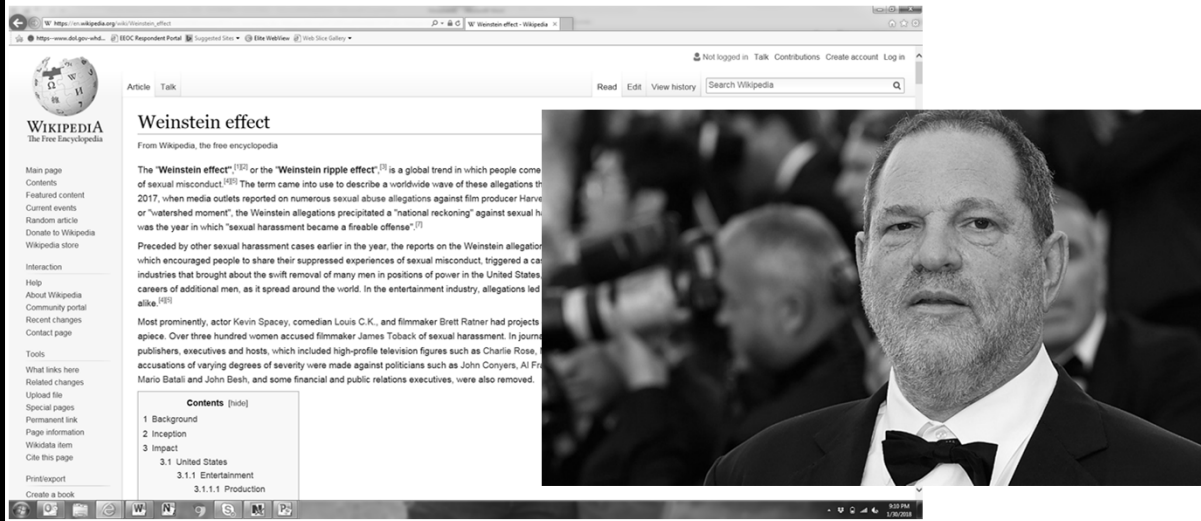 https://en.wikipedia.org/wiki/Weinstein_effect
W Weinstein effect - Wikipedia
https--www.dol.gov-whd... EEOC Respondent Portal Suggested Sites Elite WebView Web Slice Gallery
Not logged in Talk Contributions Create account Log in
Article Talk
Read Edit View history Search Wikipedia
WIKIPEDIA
The Free Encyclopedia
Weinstein effect
From Wikipedia, the free encyclopedia
The "Weinstein effect",[1][2] or the "Weinstein ripple effect",[3] is a global trend in which people come
of sexual misconduct.[4][5] The term came into use to describe a worldwide wave of these allegations th
2017, when media outlets reported on numerous sexual abuse allegations against film producer Harve
or "watershed moment", the Weinstein allegations precipitated a "national reckoning" against sexual ha
was the year in which "sexual harassment became a fireable offense".[7]
Preceded by other sexual harassment cases earlier in the year, the reports on the Weinstein allegation
which encouraged people to share their suppressed experiences of sexual misconduct, triggered a cas
industries that brought about the swift removal of many men in positions of power in the United States,
careers of additional men, as it spread around the world. In the entertainment industry, allegations led
alike.[4][5]
Most prominently, actor Kevin Spacey, comedian Louis C.K., and filmmaker Brett Ratner had projects
apiece. Over three hundred women accused filmmaker James Toback of sexual harassment. In journa
publishers, executives and hosts, which included high-profile television figures such as Charlie Rose,
accusations of varying degrees of severity were made against politicians such as John Conyers, Al Fra
Mario Batali and John Besh, and some financial and public relations executives, were also removed.
Contents [hide]
1 Background
2 Inception
3 Impact
3.1 United States
3.1.1 Entertainment
3.1.1.1 Production
Main page
Contents
Featured content
Current events
Random article
Donate to Wikipedia
Wikipedia store
Interaction
Help
About Wikipedia
Community portal
Recent changes
Contact page
Tools
What links here
Related changes
Upload file
Special pages
Permanent link
Page information
Wikidata item
Cite this page
Print/export
Create a book
9:10 PM
1/30/2018